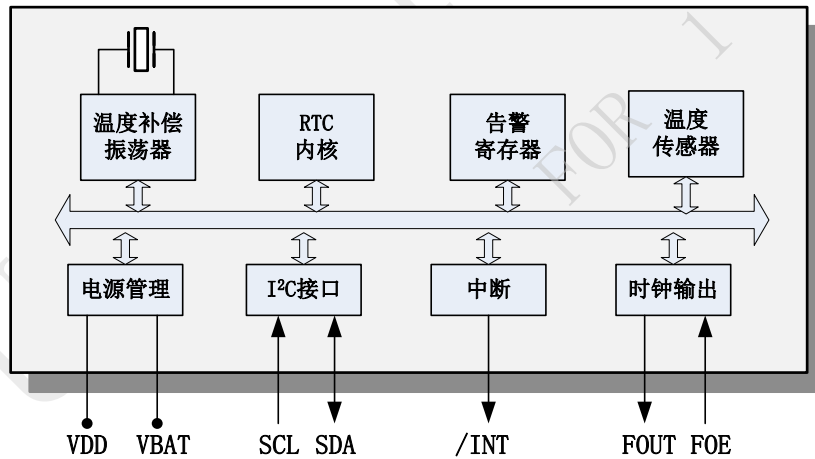 温度补偿
振荡器
RTC
内核
告警
寄存器
温度
传感器
电源管理
I²C接口
中断
时钟输出
VDD VBAT SCL SDA /INT FOUT FOE
FOR 1